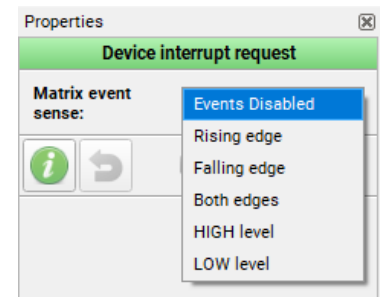 Properties
Device interrupt request
Matrix event
sense:
Events Disabled
Rising edge
Falling edge
Both edges
HIGH level
LOW level